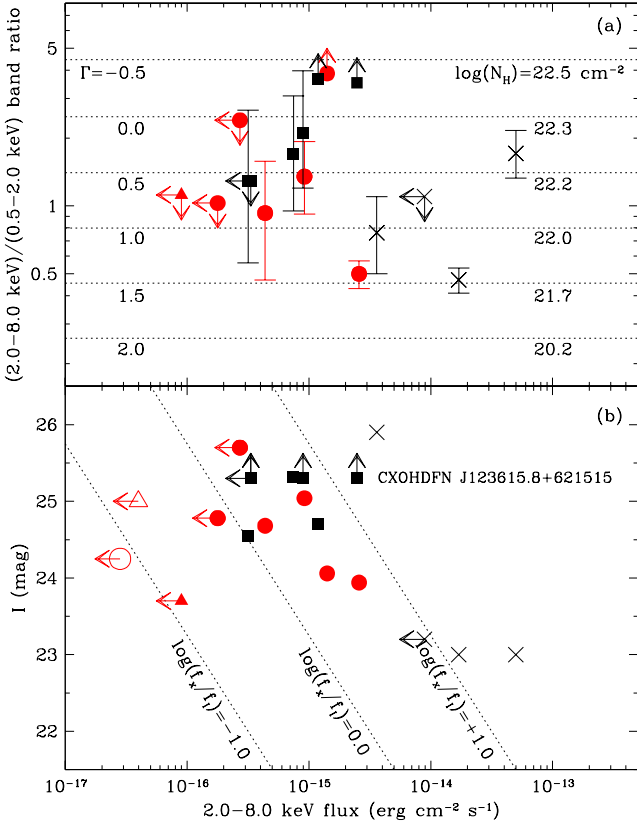 (a)
Γ=−0.5
log(N_H)=22.5 cm⁻²
0.0
22.3
0.5
22.2
1.0
22.0
1.5
21.7
2.0
20.2
5
1
0.5
(2.0−8.0 keV)/(0.5−2.0 keV) band ratio
(b)
CXOHDFN J123615.8+621515
26
25
24
23
22
I (mag)
log(f_x/f_I)=−1.0
log(f_x/f_I)=0.0
log(f_x/f_I)=+1.0
10⁻¹⁷
10⁻¹⁶
10⁻¹⁵
10⁻¹⁴
10⁻¹³
2.0−8.0 keV flux (erg cm⁻² s⁻¹)